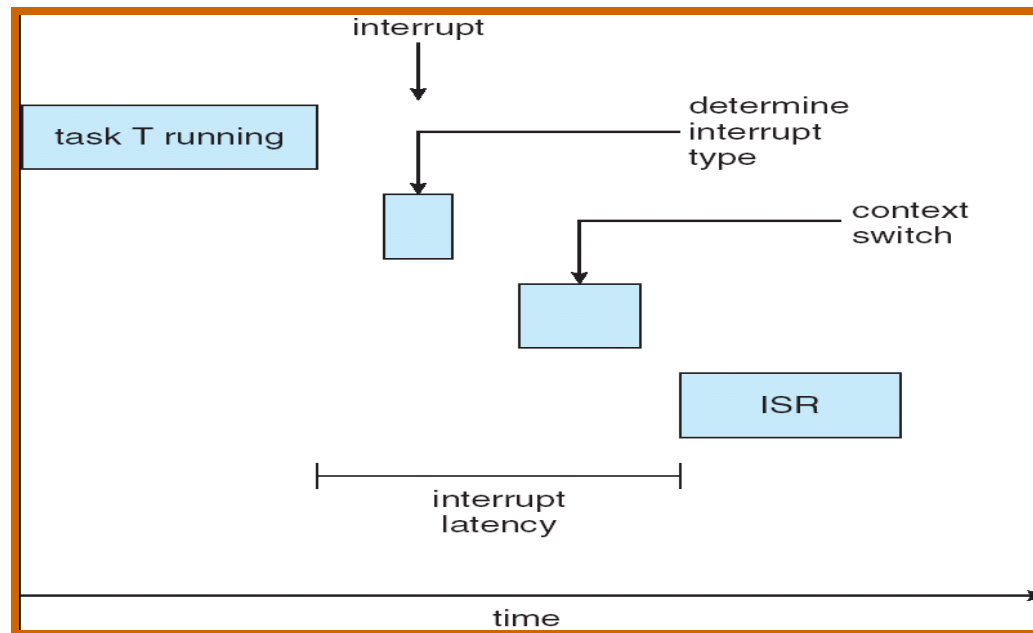 interrupt
task T running
determine
interrupt
type
context
switch
ISR
interrupt
latency
time